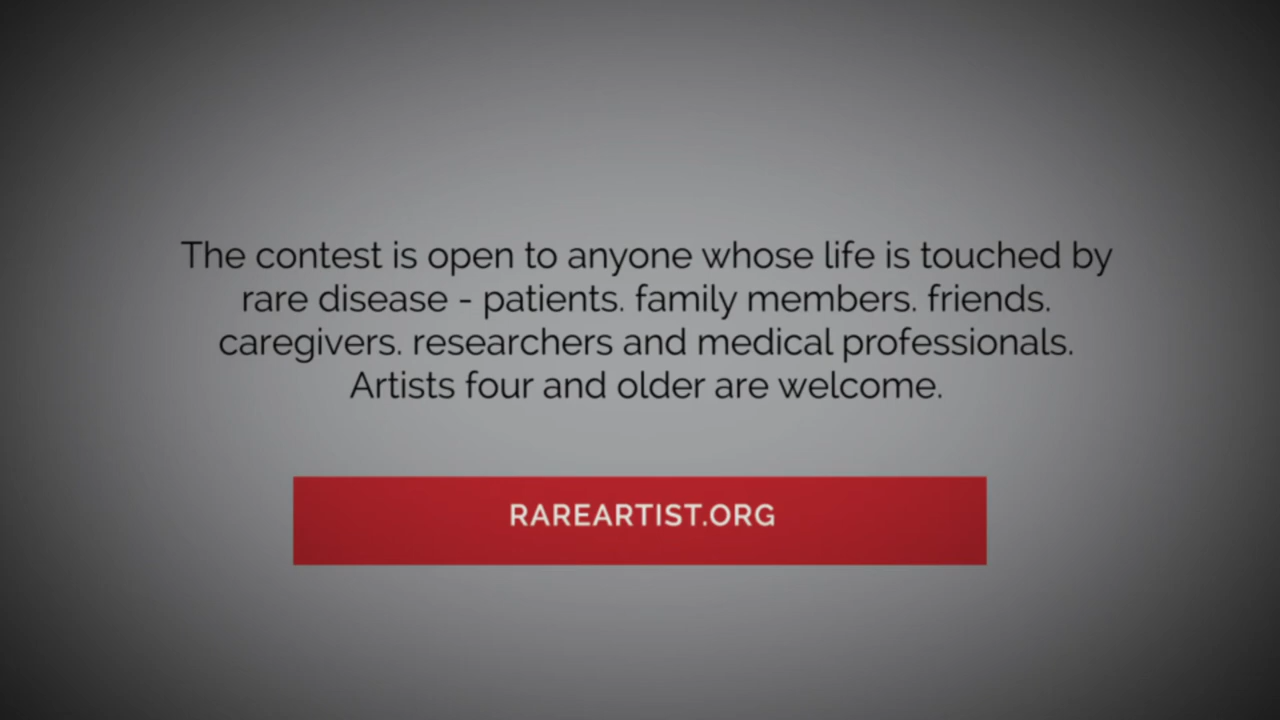 The contest is open to anyone whose life is touched by
rare disease - patients. family members. friends.
caregivers. researchers and medical professionals.
Artists four and older are welcome.
RAREARTIST.ORG